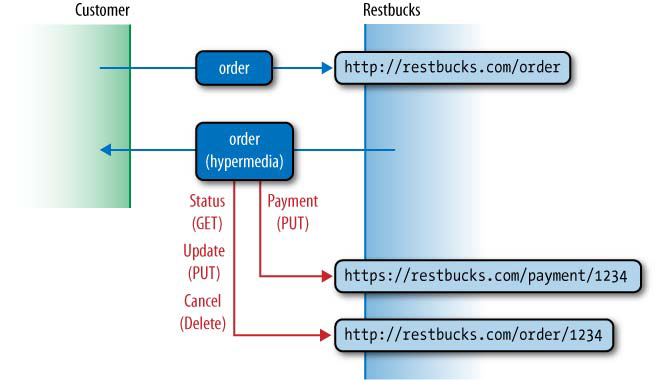 Customer
Restbucks
order
http://restbucks.com/order
order
(hypermedia)
Status
(GET)
Payment
(PUT)
Update
(PUT)
https://restbucks.com/payment/1234
Cancel
(Delete)
http://restbucks.com/order/1234